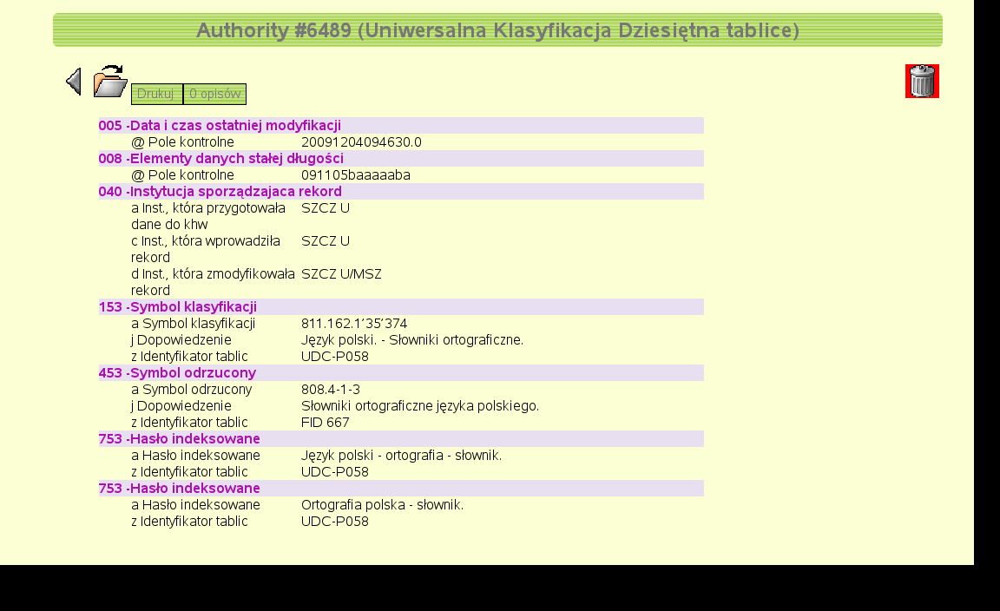 Authority #6489 (Uniwersalna Klasyfikacja Dziesiętna tablice)
Drukuj 0 opisów
005 -Data i czas ostatniej modyfikacji
@ Pole kontrolne 20091204094630.0
008 -Elementy danych stałej długości
@ Pole kontrolne 091105baaaaaba
040 -Instytucja sporządzajaca rekord
a Inst., która przygotowała SZCZ U
dane do khw
c Inst., która wprowadziła SZCZ U
rekord
d Inst., która zmodyfikowała SZCZ U/MSZ
rekord
153 -Symbol klasyfikacji
a Symbol klasyfikacji 811.162.1’35’374
j Dopowiedzenie Język polski. - Słowniki ortograficzne.
z Identyfikator tablic UDC-P058
453 -Symbol odrzucony
a Symbol odrzucony 808.4-1-3
j Dopowiedzenie Słowniki ortograficzne języka polskiego.
z Identyfikator tablic FID 667
753 -Hasło indeksowane
a Hasło indeksowane Język polski - ortografia - słownik.
z Identyfikator tablic UDC-P058
753 -Hasło indeksowane
a Hasło indeksowane Ortografia polska - słownik.
z Identyfikator tablic UDC-P058